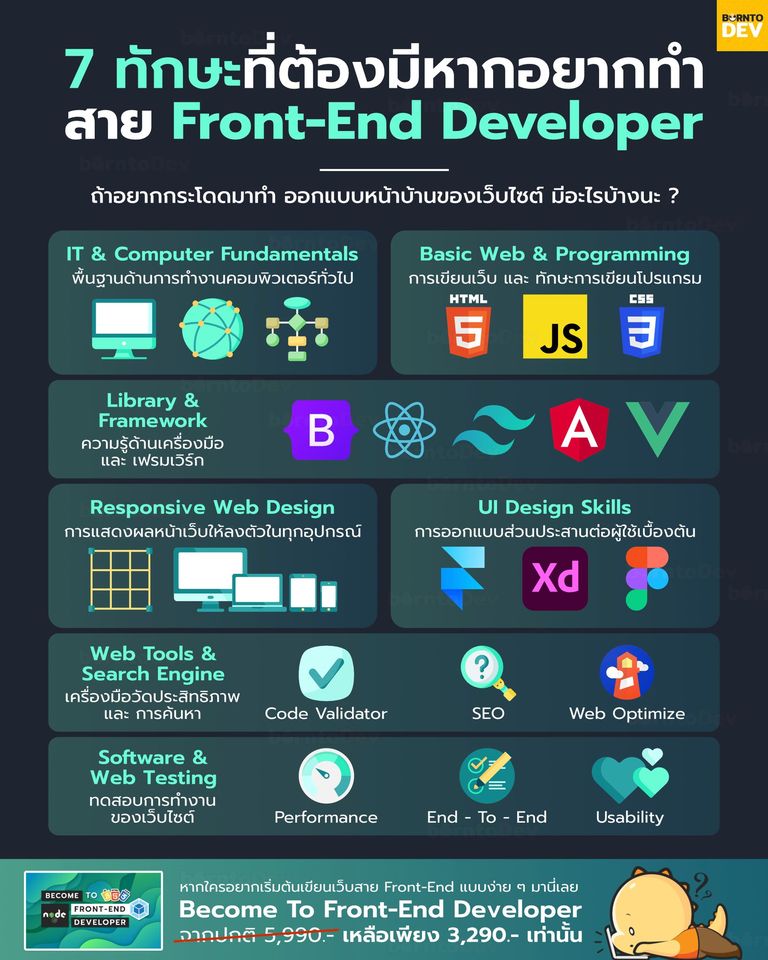 BORNTO
DEV
7 ทักษะที่ต้องมีหากอยากทำ
สาย Front-End Developer
ถ้าอยากกระโดดมาทำ ออกแบบหน้าบ้านของเว็บไซต์ มีอะไรบ้างนะ ?
IT & Computer Fundamentals
พื้นฐานด้านการทำงานคอมพิวเตอร์ทั่วไป
Basic Web & Programming
การเขียนเว็บ และ ทักษะการเขียนโปรแกรม
HTML
5
JS
CSS
3
Library &
Framework
ความรู้ด้านเครื่องมือ
และ เฟรมเวิร์ก
B
A
Responsive Web Design
การแสดงผลหน้าเว็บให้ลงตัวในทุกอุปกรณ์
UI Design Skills
การออกแบบส่วนประสานต่อผู้ใช้เบื้องต้น
Xd
Web Tools &
Search Engine
เครื่องมือวัดประสิทธิภาพ
และ การค้นหา
Code Validator
SEO
Web Optimize
Software &
Web Testing
ทดสอบการทำงาน
ของเว็บไซต์
Performance
End - To - End
Usability
BECOME TO
node
FRONT-END
DEVELOPER
หากใครอยากเริ่มต้นเขียนเว็บสาย Front-End แบบง่าย ๆ มานี่เลย
Become To Front-End Developer
จากปกติ 5,990.- เหลือเพียง 3,290.- เท่านั้น